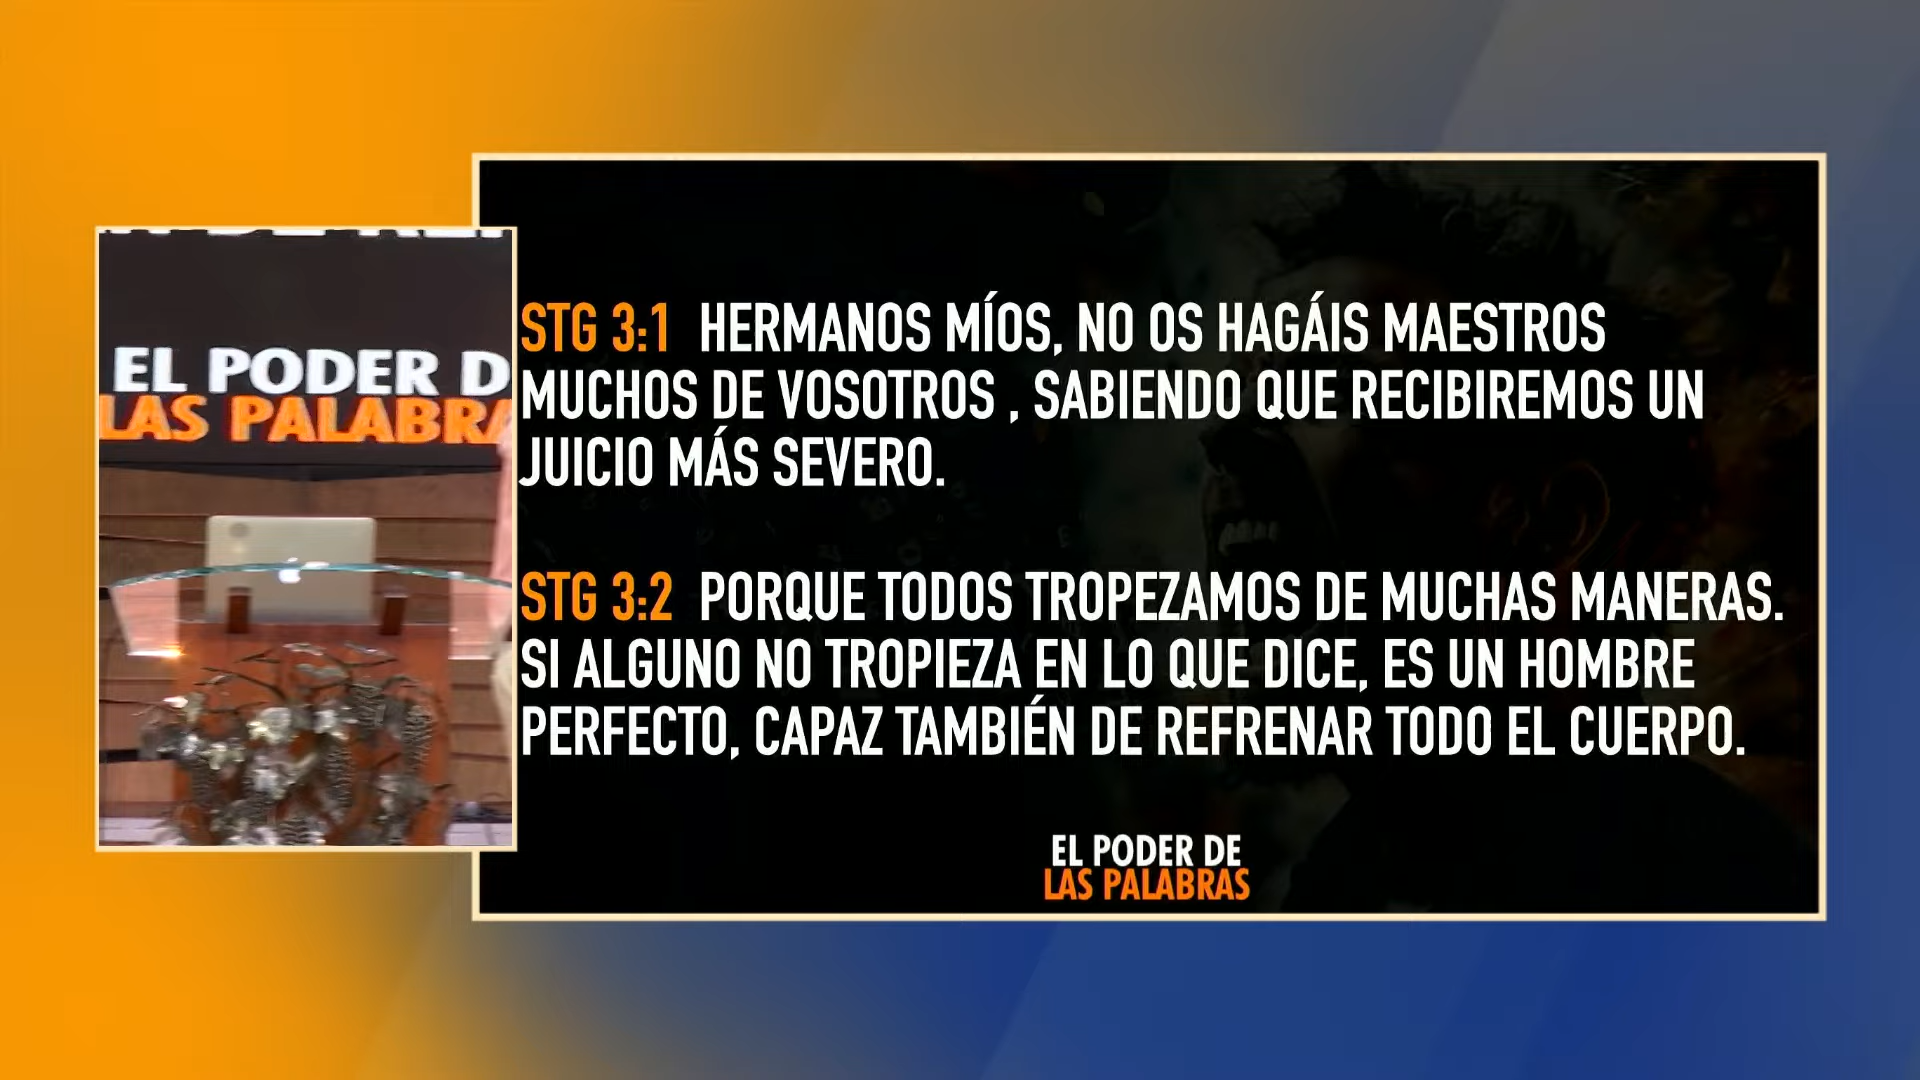 EL PODER D
LAS PALABRA
STG 3:1 HERMANOS MÍOS, NO OS HAGÁIS MAESTROS
MUCHOS DE VOSOTROS , SABIENDO QUE RECIBIREMOS UN
JUICIO MÁS SEVERO.
STG 3:2 PORQUE TODOS TROPEZAMOS DE MUCHAS MANERAS.
SI ALGUNO NO TROPIEZA EN LO QUE DICE, ES UN HOMBRE
PERFECTO, CAPAZ TAMBIÉN DE REFRENAR TODO EL CUERPO.
EL PODER DE
LAS PALABRAS